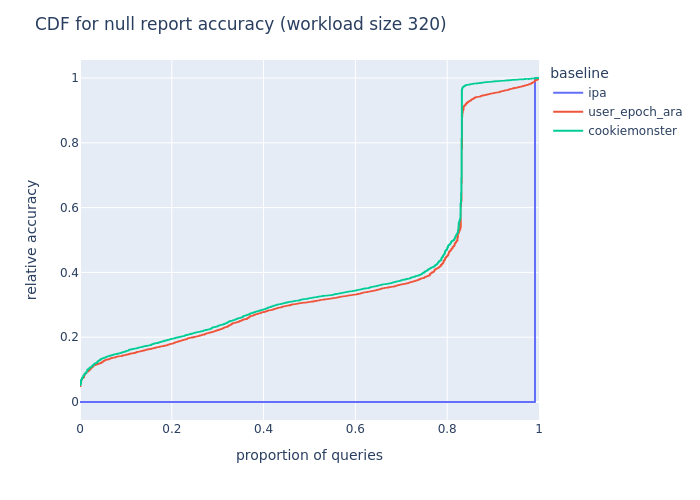 CDF for null report accuracy (workload size 320)
baseline
ipa
user_epoch_ara
cookiemonster
relative accuracy
1
0.8
0.6
0.4
0.2
0
0
0.2
0.4
0.6
0.8
1
proportion of queries